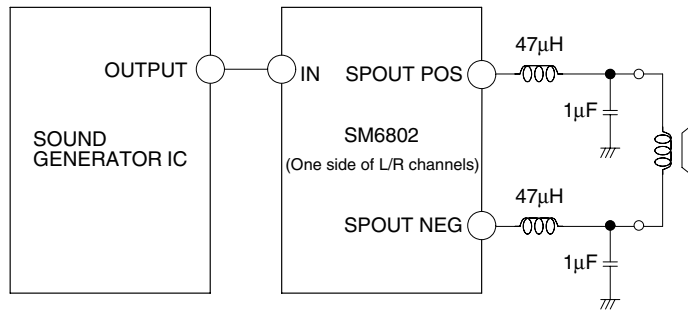 47μH
OUTPUT
IN
SPOUT POS
1μF
SOUND
GENERATOR IC
SM6802
(One side of L/R channels)
47μH
SPOUT NEG
1μF